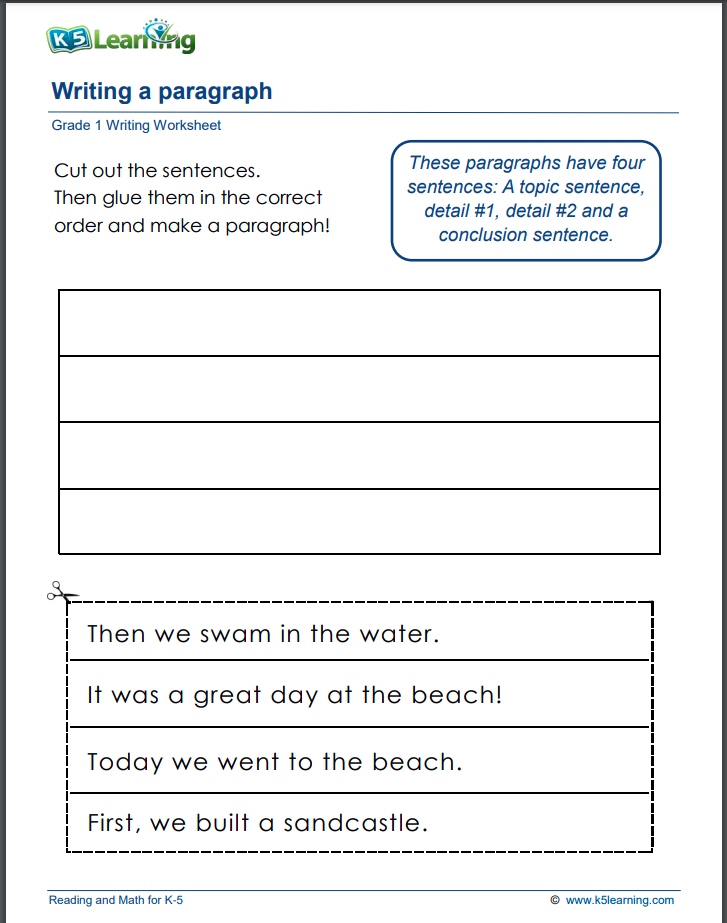 K5 Learning
Writing a paragraph
Grade 1 Writing Worksheet
Cut out the sentences.
Then glue them in the correct
order and make a paragraph!
These paragraphs have four
sentences: A topic sentence,
detail #1, detail #2 and a
conclusion sentence.
Then we swam in the water.
It was a great day at the beach!
Today we went to the beach.
First, we built a sandcastle.
Reading and Math for K-5
© www.k5learning.com